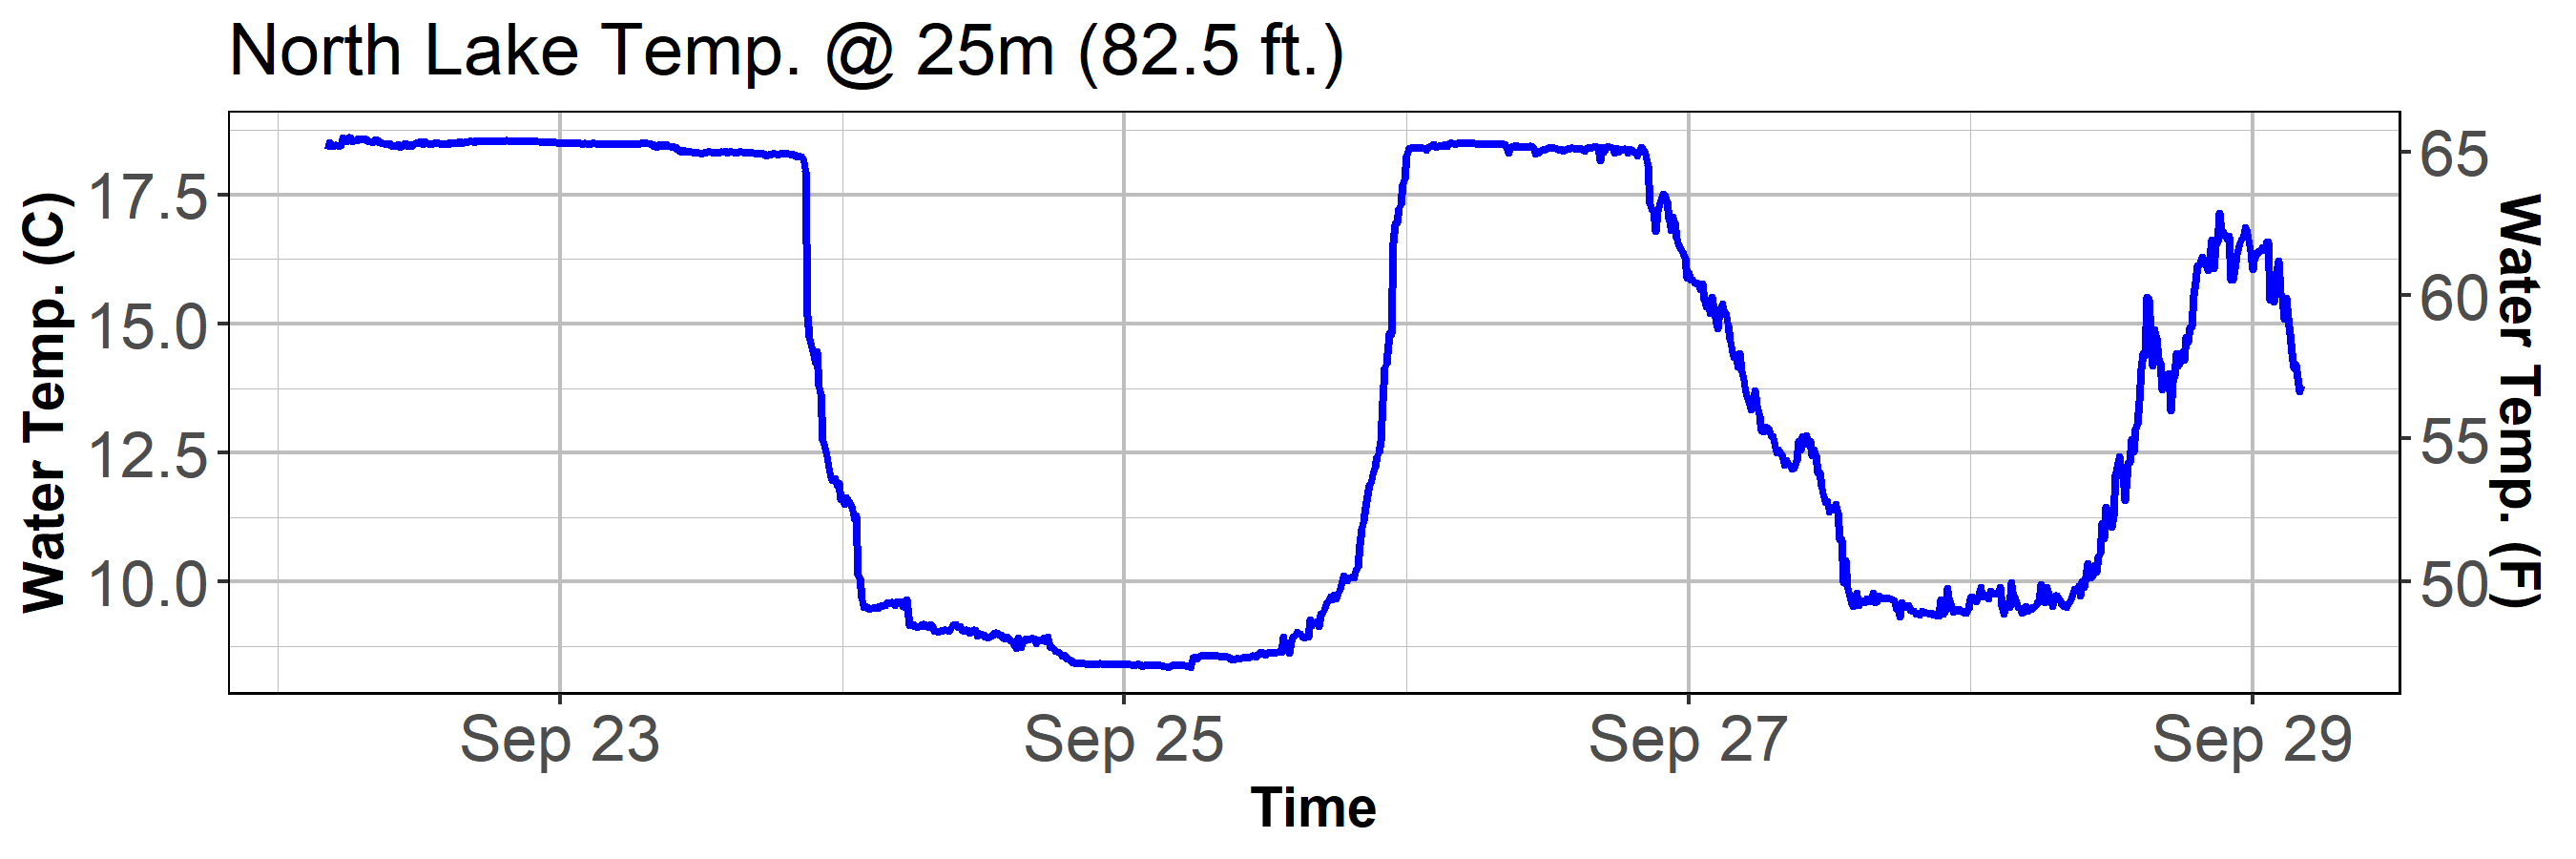 North Lake Temp. @ 25m (82.5 ft.)
Water Temp. (C)
17.5
15.0
12.5
10.0
65
60
55
50
Water Temp. (F)
Sep 23 Sep 25 Sep 27 Sep 29
Time